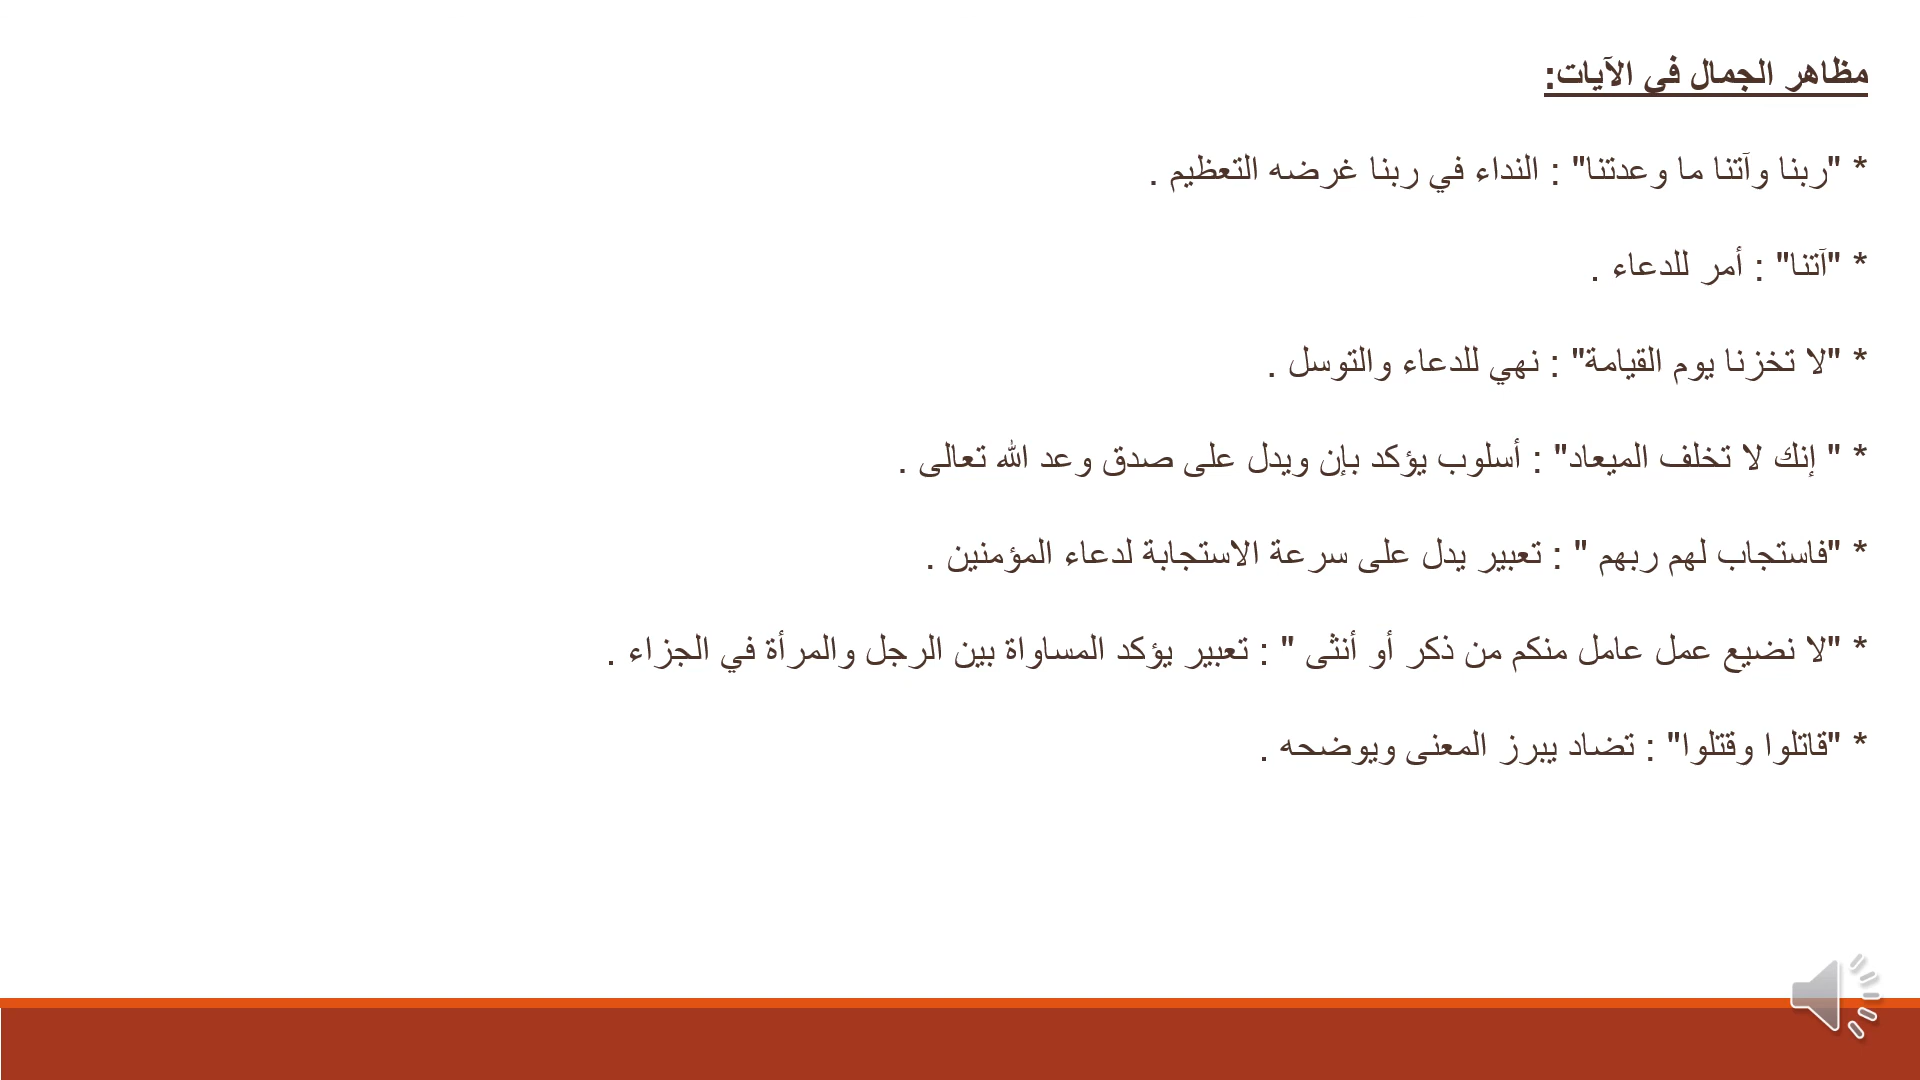 مظاهر الجمال في الآيات:
* "ربنا وآتنا ما وعدتنا" : النداء في ربنا غرضه التعظيم .
* "آتنا" : أمر للدعاء .
* "لا تخزنا يوم القيامة" : نهي للدعاء والتوسل .
* " إنك لا تخلف الميعاد" : أسلوب يؤكد بإن ويدل على صدق وعد الله تعالى .
* "فاستجاب لهم ربهم " : تعبير يدل على سرعة الاستجابة لدعاء المؤمنين .
* "لا نضيع عمل عامل منكم من ذكر أو أنثى " : تعبير يؤكد المساواة بين الرجل والمرأة في الجزاء .
* "قاتلوا وقتلوا" : تضاد يبرز المعنى ويوضحه .